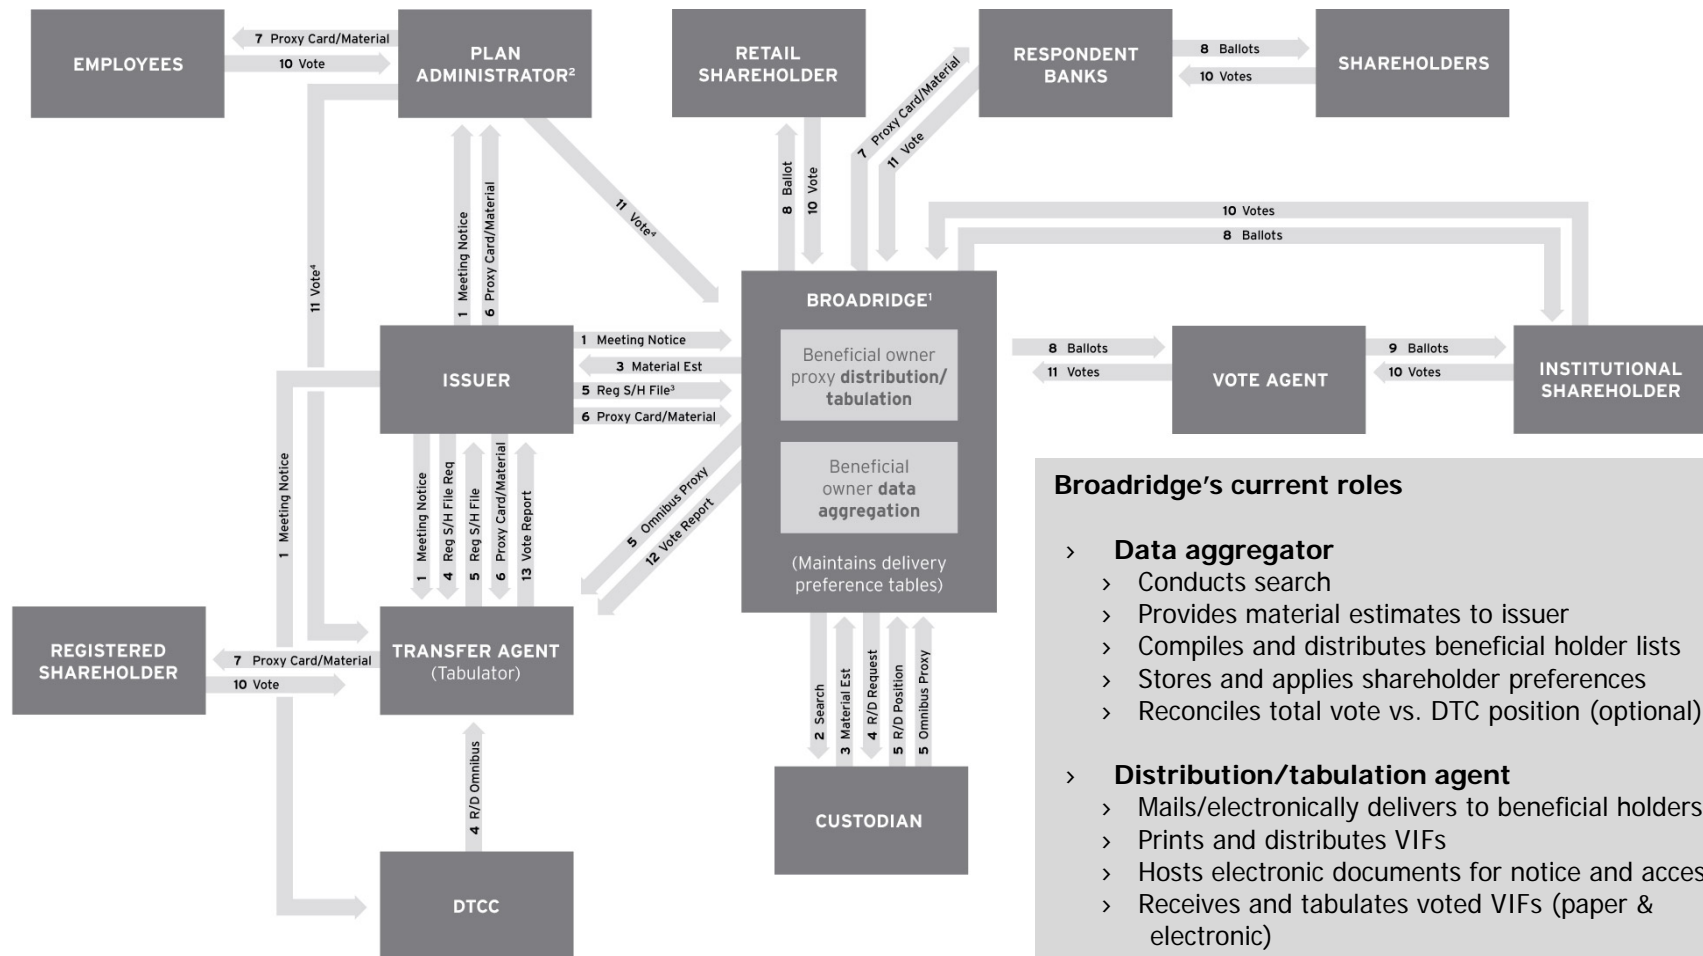 EMPLOYEES
7 Proxy Card/Material
10 Vote
PLAN
ADMINISTRATOR²
RETAIL
SHAREHOLDER
RESPONDENT
BANKS
8 Ballots
10 Votes
SHAREHOLDERS
11 Vote⁴
1 Meeting Notice
6 Proxy Card/Material
11 Vote⁴
8 Ballot
10 Vote
7 Proxy Card/Material
11 Vote
10 Votes
8 Ballots
ISSUER
1 Meeting Notice
3 Material Est
5 Reg S/H File³
6 Proxy Card/Material
BROADRIDGE¹
Beneficial owner
proxy distribution/
tabulation
Beneficial
owner data
aggregation
(Maintains delivery
preference tables)
8 Ballots
11 Votes
VOTE AGENT
9 Ballots
10 Votes
INSTITUTIONAL
SHAREHOLDER
1 Meeting Notice
1 Meeting Notice
4 Reg S/H File Req
5 Reg S/H File
6 Proxy Card/Material
13 Vote Report
5 Omnibus Proxy
12 Vote Report
REGISTERED
SHAREHOLDER
7 Proxy Card/Material
10 Vote
TRANSFER AGENT
(Tabulator)
2 Search
3 Material Est
4 R/D Request
5 R/D Position
5 Omnibus Proxy
4 R/D Omnibus
CUSTODIAN
DTCC
Broadridge's current roles
› Data aggregator
› Conducts search
› Provides material estimates to issuer
› Compiles and distributes beneficial holder lists
› Stores and applies shareholder preferences
› Reconciles total vote vs. DTC position (optional)
› Distribution/tabulation agent
› Mails/electronically delivers to beneficial holders
› Prints and distributes VIFs
› Hosts electronic documents for notice and acces
› Receives and tabulates voted VIFs (paper &
electronic)